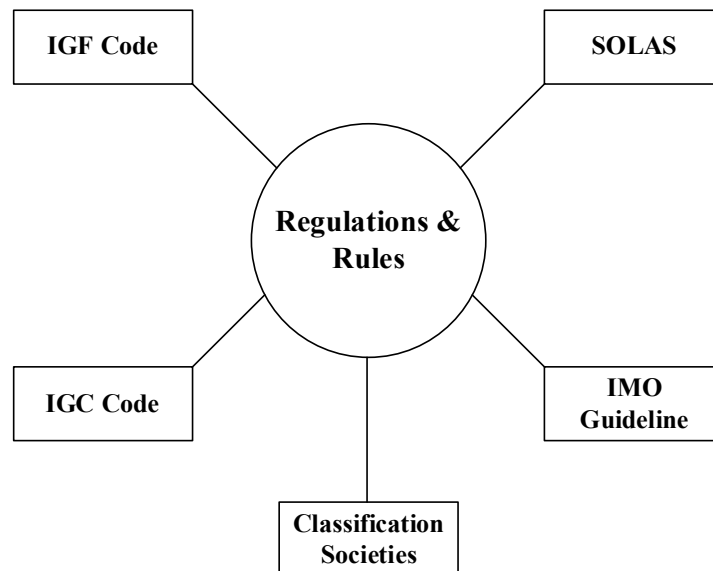 IGF Code
SOLAS
Regulations &
Rules
IGC Code
IMO
Guideline
Classification
Societies